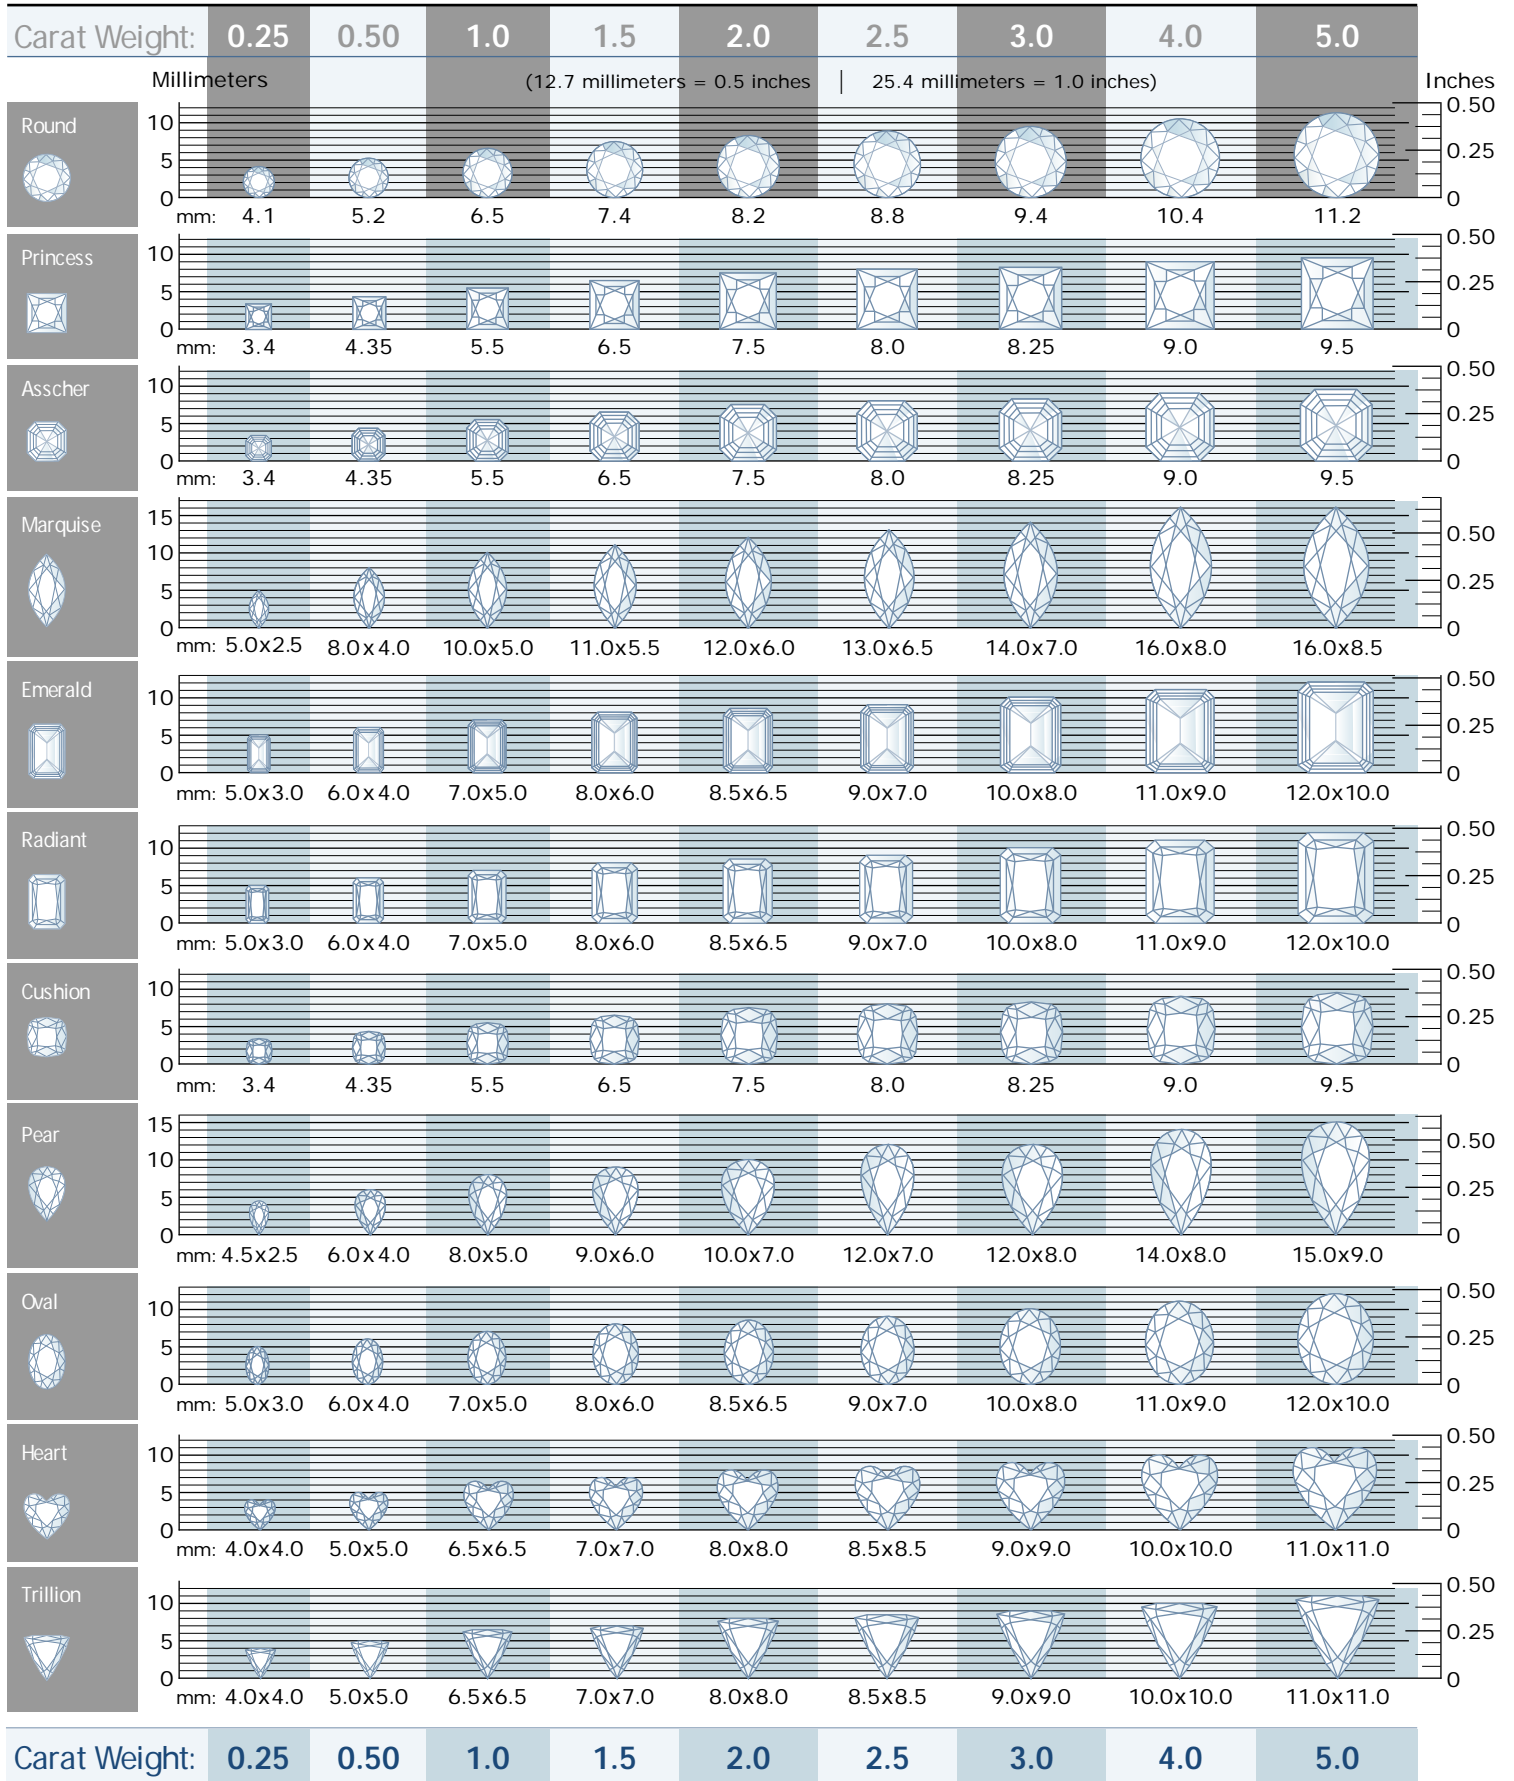 Carat Weight: 0.25 0.50 1.0 1.5 2.0 2.5 3.0 4.0 5.0
Millimeters (12.7 millimeters = 0.5 inches | 25.4 millimeters = 1.0 inches) Inches
Round
10 5 0
0.50 0.25 0
mm: 4.1 5.2 6.5 7.4 8.2 8.8 9.4 10.4 11.2
Princess
10 5 0
0.50 0.25 0
mm: 3.4 4.35 5.5 6.5 7.5 8.0 8.25 9.0 9.5
Asscher
10 5 0
0.50 0.25 0
mm: 3.4 4.35 5.5 6.5 7.5 8.0 8.25 9.0 9.5
Marquise
15 10 5 0
0.50 0.25 0
mm: 5.0x2.5 8.0x4.0 10.0x5.0 11.0x5.5 12.0x6.0 13.0x6.5 14.0x7.0 16.0x8.0 16.0x8.5
Emerald
10 5 0
0.50 0.25 0
mm: 5.0x3.0 6.0x4.0 7.0x5.0 8.0x6.0 8.5x6.5 9.0x7.0 10.0x8.0 11.0x9.0 12.0x10.0
Radiant
10 5 0
0.50 0.25 0
mm: 5.0x3.0 6.0x4.0 7.0x5.0 8.0x6.0 8.5x6.5 9.0x7.0 10.0x8.0 11.0x9.0 12.0x10.0
Cushion
10 5 0
0.50 0.25 0
mm: 3.4 4.35 5.5 6.5 7.5 8.0 8.25 9.0 9.5
Pear
15 10 5 0
0.50 0.25 0
mm: 4.5x2.5 6.0x4.0 8.0x5.0 9.0x6.0 10.0x7.0 12.0x7.0 12.0x8.0 14.0x8.0 15.0x9.0
Oval
10 5 0
0.50 0.25 0
mm: 5.0x3.0 6.0x4.0 7.0x5.0 8.0x6.0 8.5x6.5 9.0x7.0 10.0x8.0 11.0x9.0 12.0x10.0
Heart
10 5 0
0.50 0.25 0
mm: 4.0x4.0 5.0x5.0 6.5x6.5 7.0x7.0 8.0x8.0 8.5x8.5 9.0x9.0 10.0x10.0 11.0x11.0
Trillion
10 5 0
0.50 0.25 0
mm: 4.0x4.0 5.0x5.0 6.5x6.5 7.0x7.0 8.0x8.0 8.5x8.5 9.0x9.0 10.0x10.0 11.0x11.0
Carat Weight: 0.25 0.50 1.0 1.5 2.0 2.5 3.0 4.0 5.0